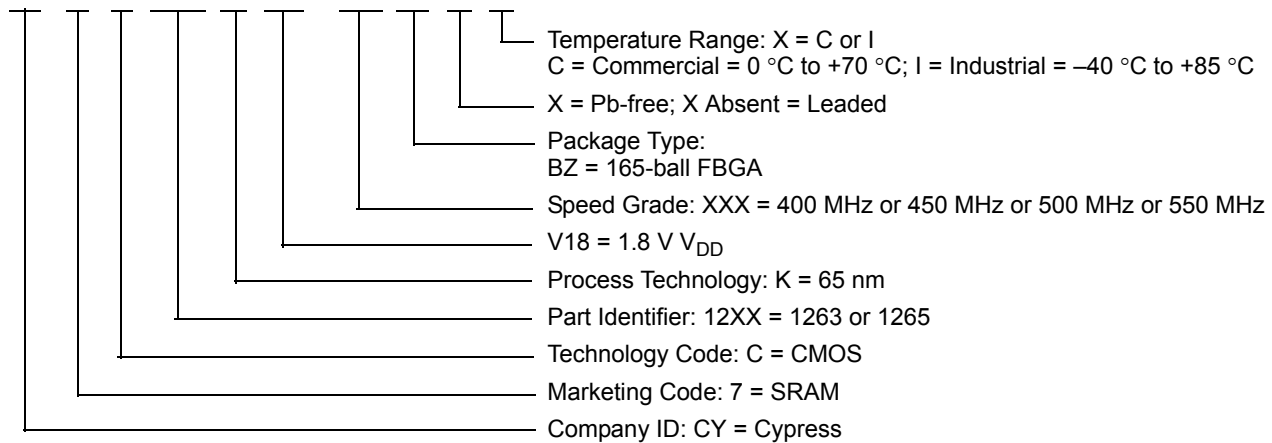 Temperature Range: X = C or I
C = Commercial = 0 °C to +70 °C; I = Industrial = –40 °C to +85 °C
X = Pb-free; X Absent = Leaded
Package Type:
BZ = 165-ball FBGA
Speed Grade: XXX = 400 MHz or 450 MHz or 500 MHz or 550 MHz
V18 = 1.8 V VDD
Process Technology: K = 65 nm
Part Identifier: 12XX = 1263 or 1265
Technology Code: C = CMOS
Marketing Code: 7 = SRAM
Company ID: CY = Cypress